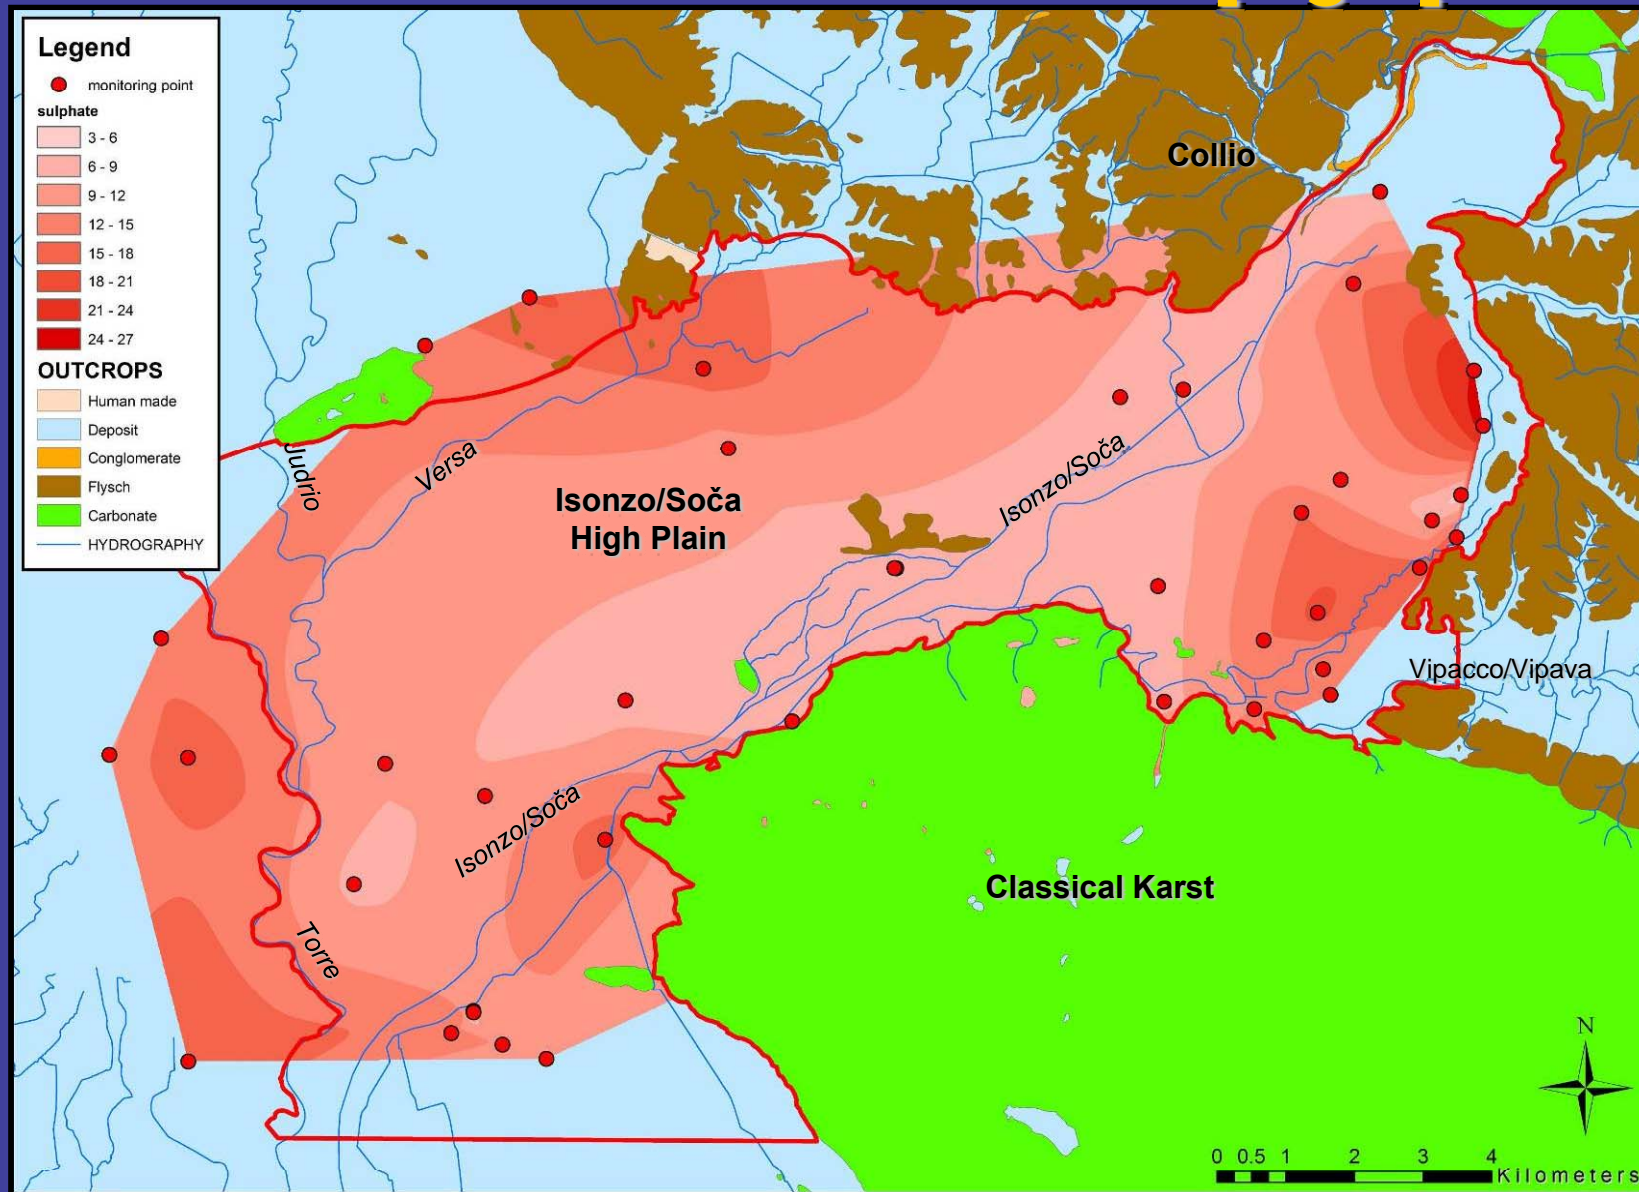 Legend
monitoring point
sulphate
3 - 6
6 - 9
9 - 12
12 - 15
15 - 18
18 - 21
21 - 24
24 - 27
OUTCROPS
Human made
Deposit
Conglomerate
Flysch
Carbonate
HYDROGRAPHY
Collio
Judrio
Versa
Isonzo/Soča
Isonzo/Soča
High Plain
Vipacco/Vipava
Isonzo/Soča
Classical Karst
Torre
N
0 0.5 1 2 3 4
Kilometers